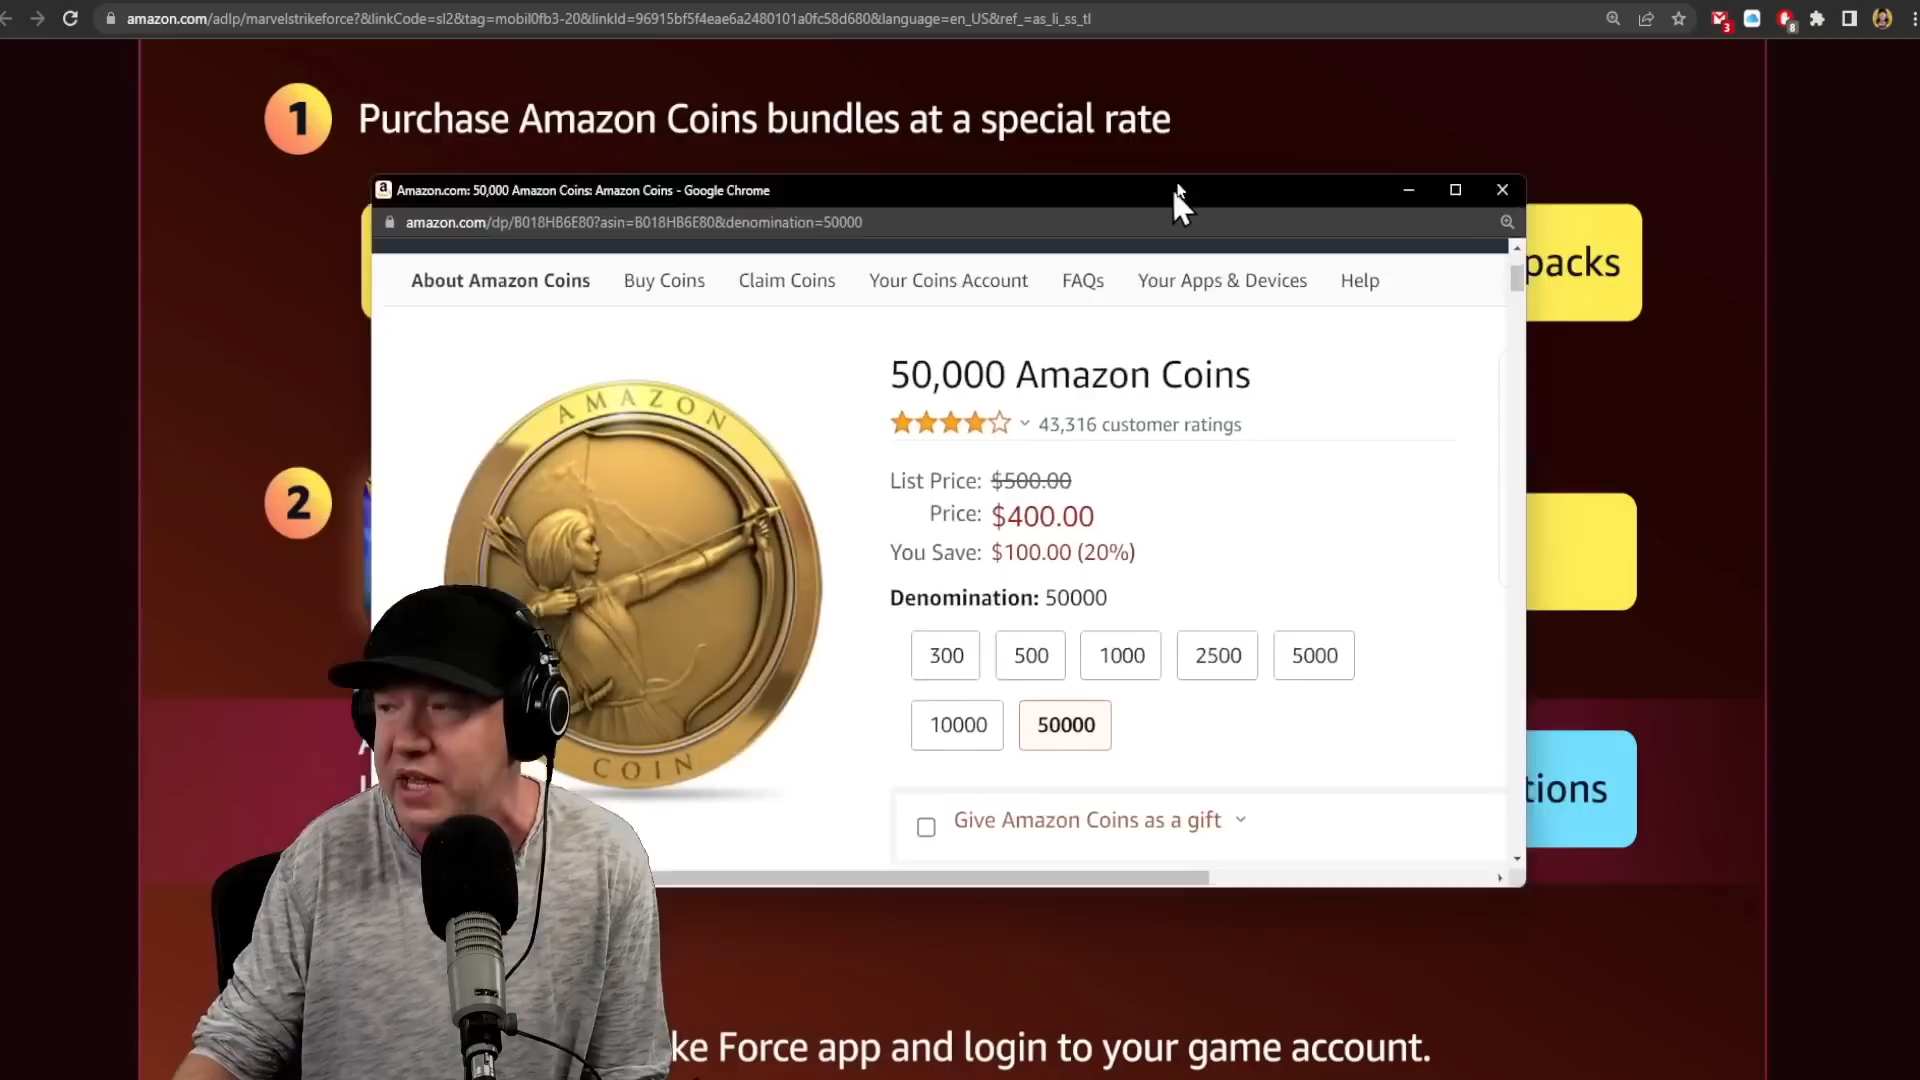 amazon.com/adlp/marvelstrikeforce?&linkCode=sl2&tag=mobil0fb3-20&linkId=96915bf5f4eae6a2480101a0fc58d680&language=en_US&ref_=as_li_ss_tl
3
8
1 Purchase Amazon Coins bundles at a special rate
Amazon.com: 50,000 Amazon Coins: Amazon Coins - Google Chrome
amazon.com/dp/B018HB6E80?asin=B018HB6E80&denomination=50000
About Amazon Coins Buy Coins Claim Coins Your Coins Account FAQs Your Apps & Devices Help
packs
50,000 Amazon Coins
43,316 customer ratings
AMAZON
COIN
List Price: $500.00
Price: $400.00
You Save: $100.00 (20%)
2
Denomination: 50000
300 500 1000 2500 5000
10000 50000
tions
Give Amazon Coins as a gift
ke Force app and login to your game account.